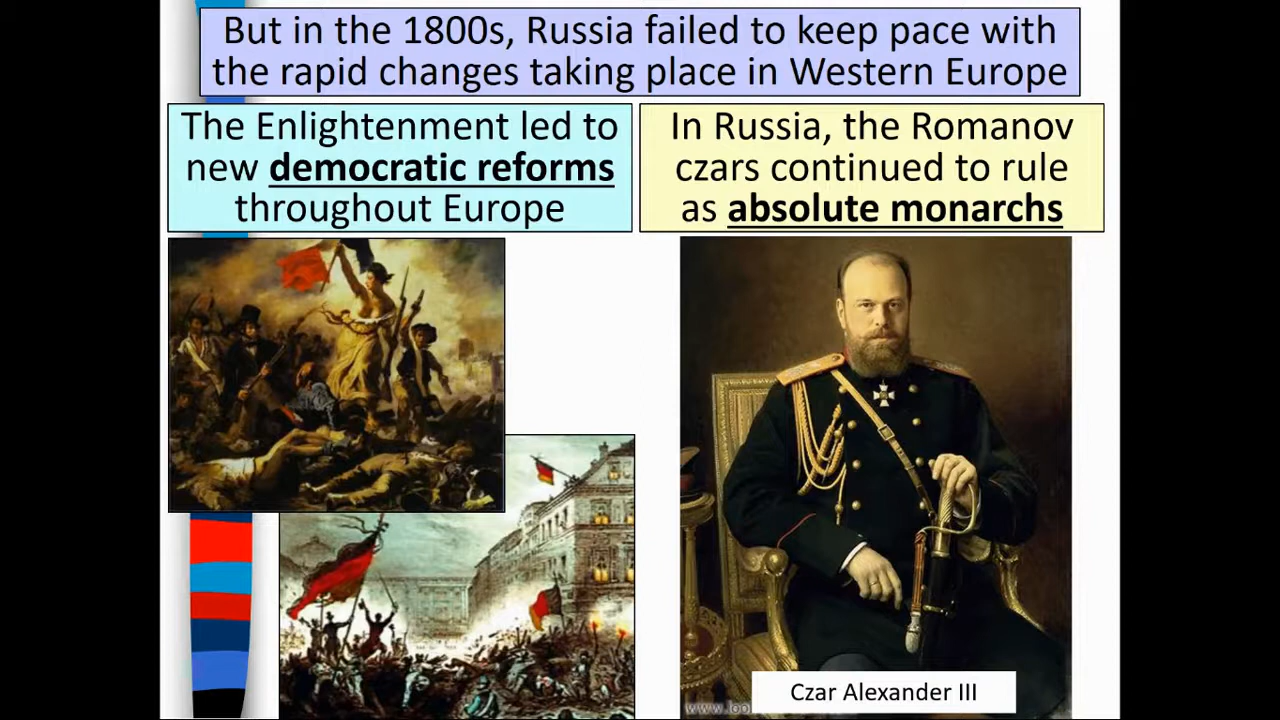 But in the 1800s, Russia failed to keep pace with
the rapid changes taking place in Western Europe
The Enlightenment led to
new democratic reforms
throughout Europe
In Russia, the Romanov
czars continued to rule
as absolute monarchs
Czar Alexander III